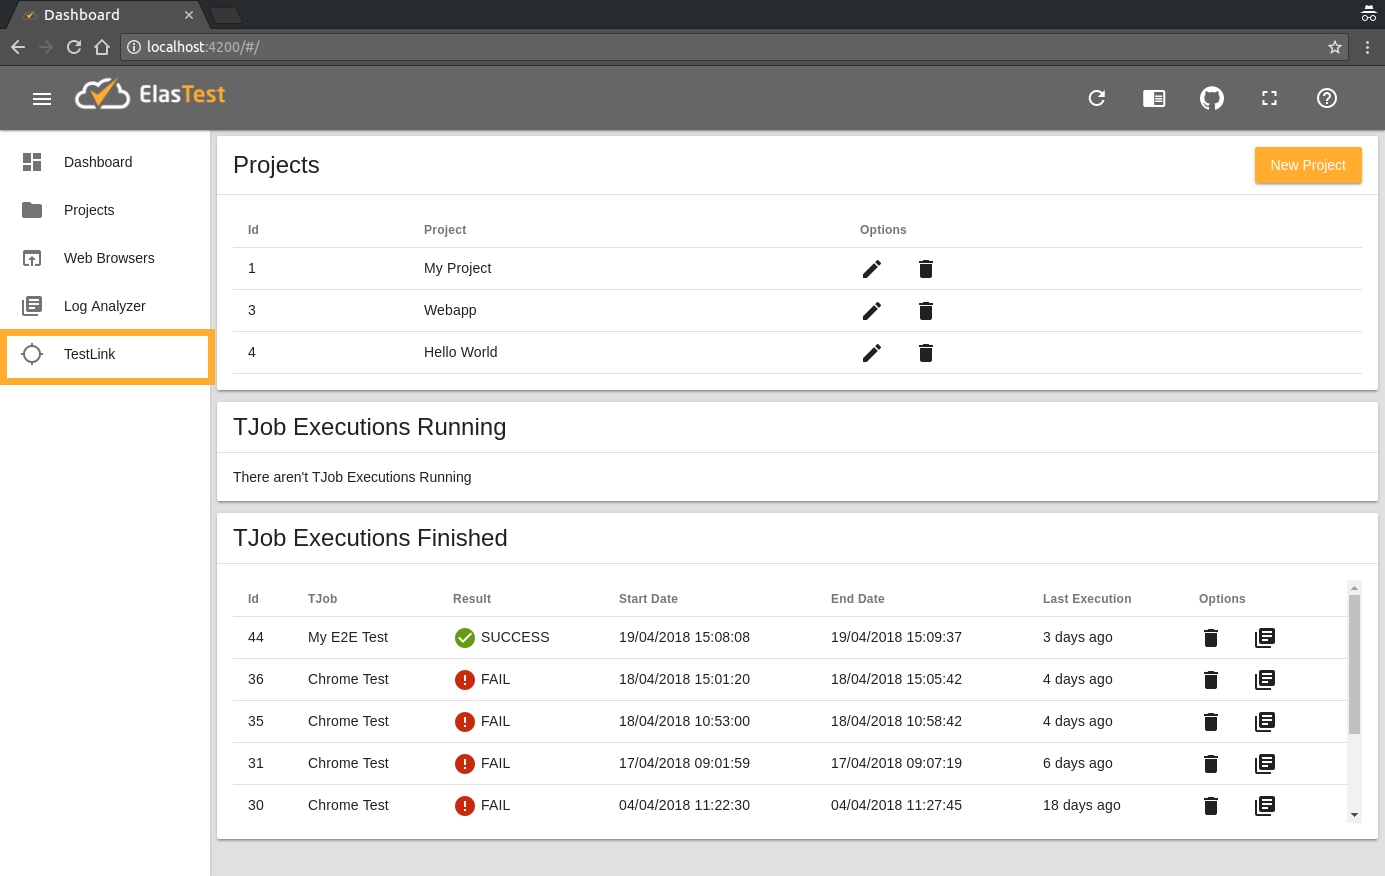 Dashboard
localhost:4200/#/
ElasTest
Dashboard
Projects
Web Browsers
Log Analyzer
TestLink
Projects
New Project
Id Project Options
1 My Project
3 Webapp
4 Hello World
TJob Executions Running
There aren't TJob Executions Running
TJob Executions Finished
Id TJob Result Start Date End Date Last Execution Options
44 My E2E Test SUCCESS 19/04/2018 15:08:08 19/04/2018 15:09:37 3 days ago
36 Chrome Test FAIL 18/04/2018 15:01:20 18/04/2018 15:05:42 4 days ago
35 Chrome Test FAIL 18/04/2018 10:53:00 18/04/2018 10:58:42 4 days ago
31 Chrome Test FAIL 17/04/2018 09:01:59 17/04/2018 09:07:19 6 days ago
30 Chrome Test FAIL 04/04/2018 11:22:30 04/04/2018 11:27:45 18 days ago